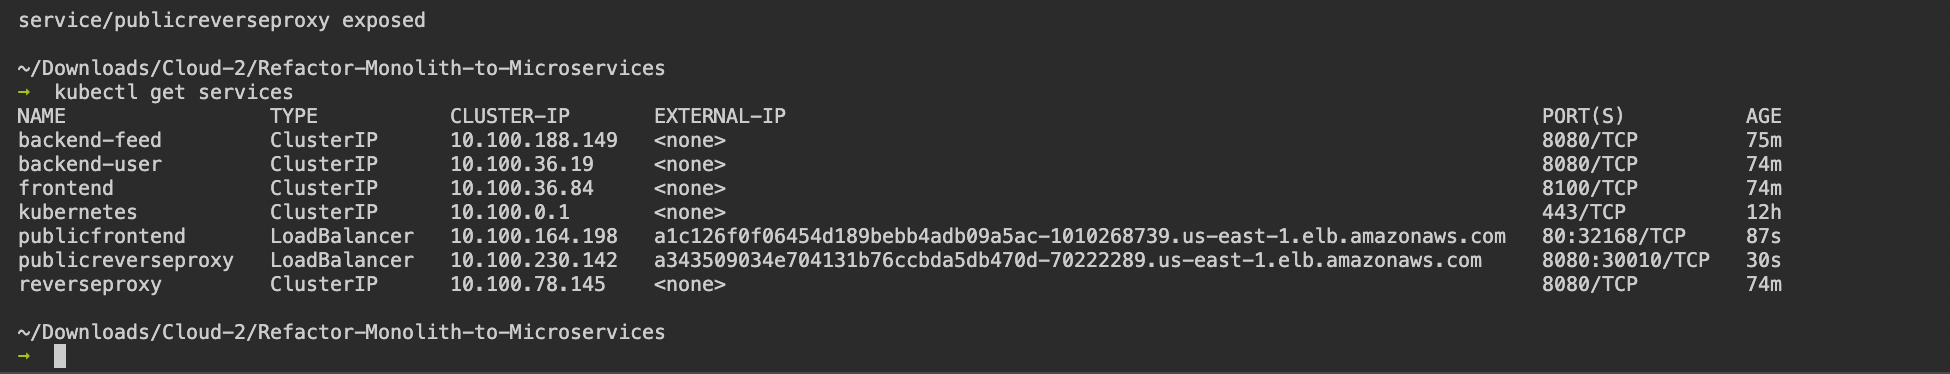 service/publicreverseproxy exposed
~/Downloads/Cloud-2/Refactor-Monolith-to-Microservices
→ kubectl get services
NAME TYPE CLUSTER-IP EXTERNAL-IP PORT(S) AGE
backend-feed ClusterIP 10.100.188.149 <none> 8080/TCP 75m
backend-user ClusterIP 10.100.36.19 <none> 8080/TCP 74m
frontend ClusterIP 10.100.36.84 <none> 8100/TCP 74m
kubernetes ClusterIP 10.100.0.1 <none> 443/TCP 12h
publicfrontend LoadBalancer 10.100.164.198 a1c126f0f06454d189bebb4adb09a5ac-1010268739.us-east-1.elb.amazonaws.com 80:32168/TCP 87s
publicreverseproxy LoadBalancer 10.100.230.142 a343509034e704131b76ccbda5db470d-70222289.us-east-1.elb.amazonaws.com 8080:30010/TCP 30s
reverseproxy ClusterIP 10.100.78.145 <none> 8080/TCP 74m
~/Downloads/Cloud-2/Refactor-Monolith-to-Microservices
→